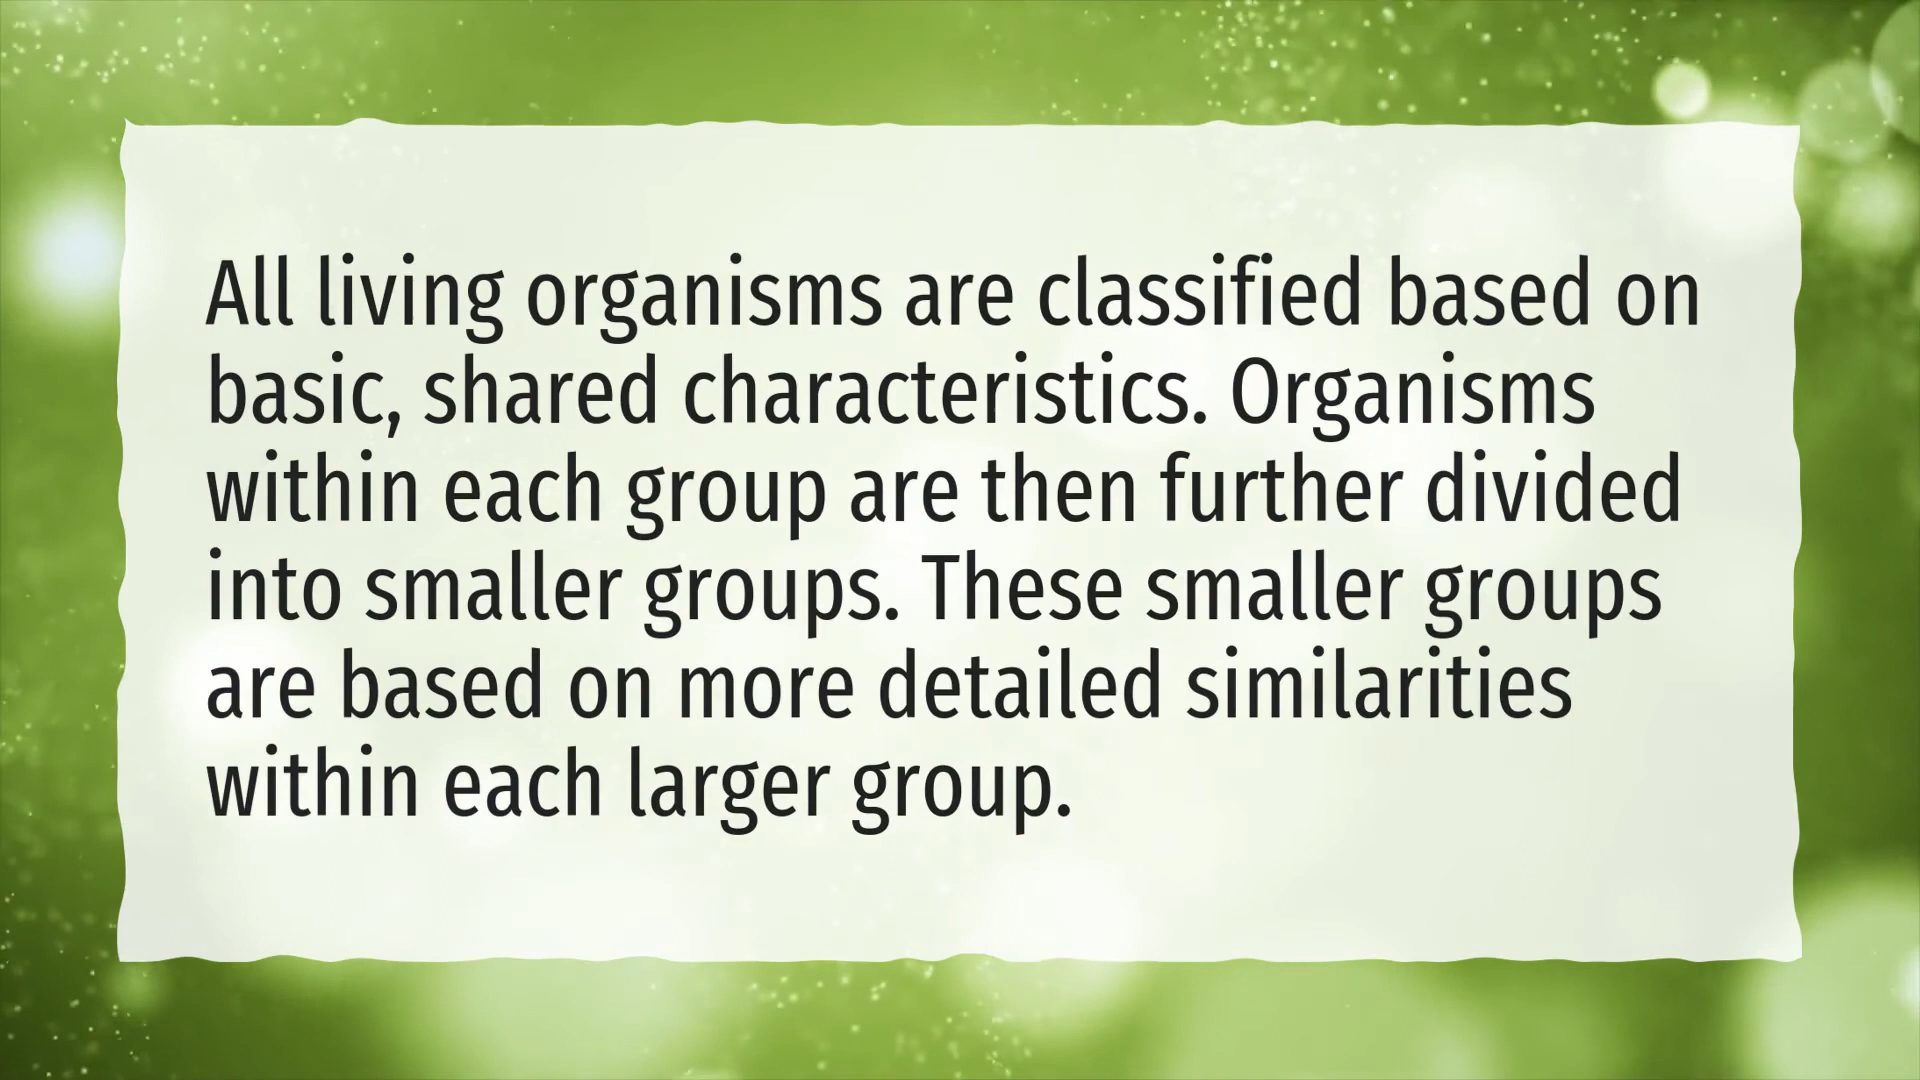 All living organisms are classified based on
basic, shared characteristics. Organisms
within each group are then further divided
into smaller groups. These smaller groups
are based on more detailed similarities
within each larger group.